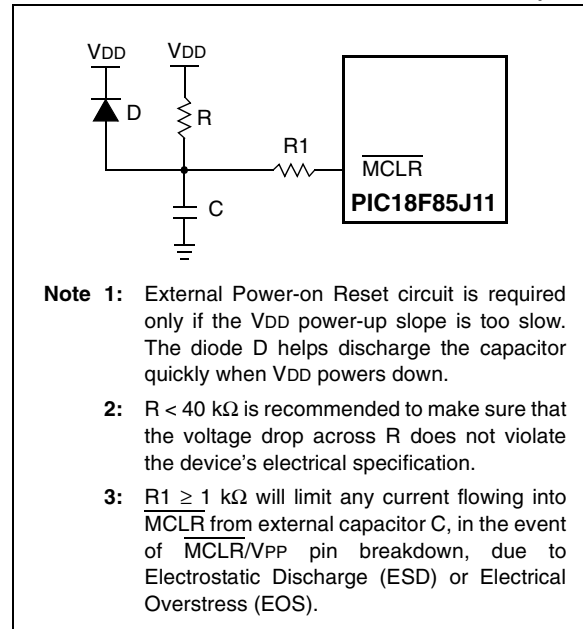 VDD VDD
D
R
R1
MCLR
PIC18F85J11
C
Note 1: External Power-on Reset circuit is required
only if the VDD power-up slope is too slow.
The diode D helps discharge the capacitor
quickly when VDD powers down.
2: R < 40 kΩ is recommended to make sure that
the voltage drop across R does not violate
the device's electrical specification.
3: R1 ≥ 1 kΩ will limit any current flowing into
MCLR from external capacitor C, in the event
of MCLR/VPP pin breakdown, due to
Electrostatic Discharge (ESD) or Electrical
Overstress (EOS).